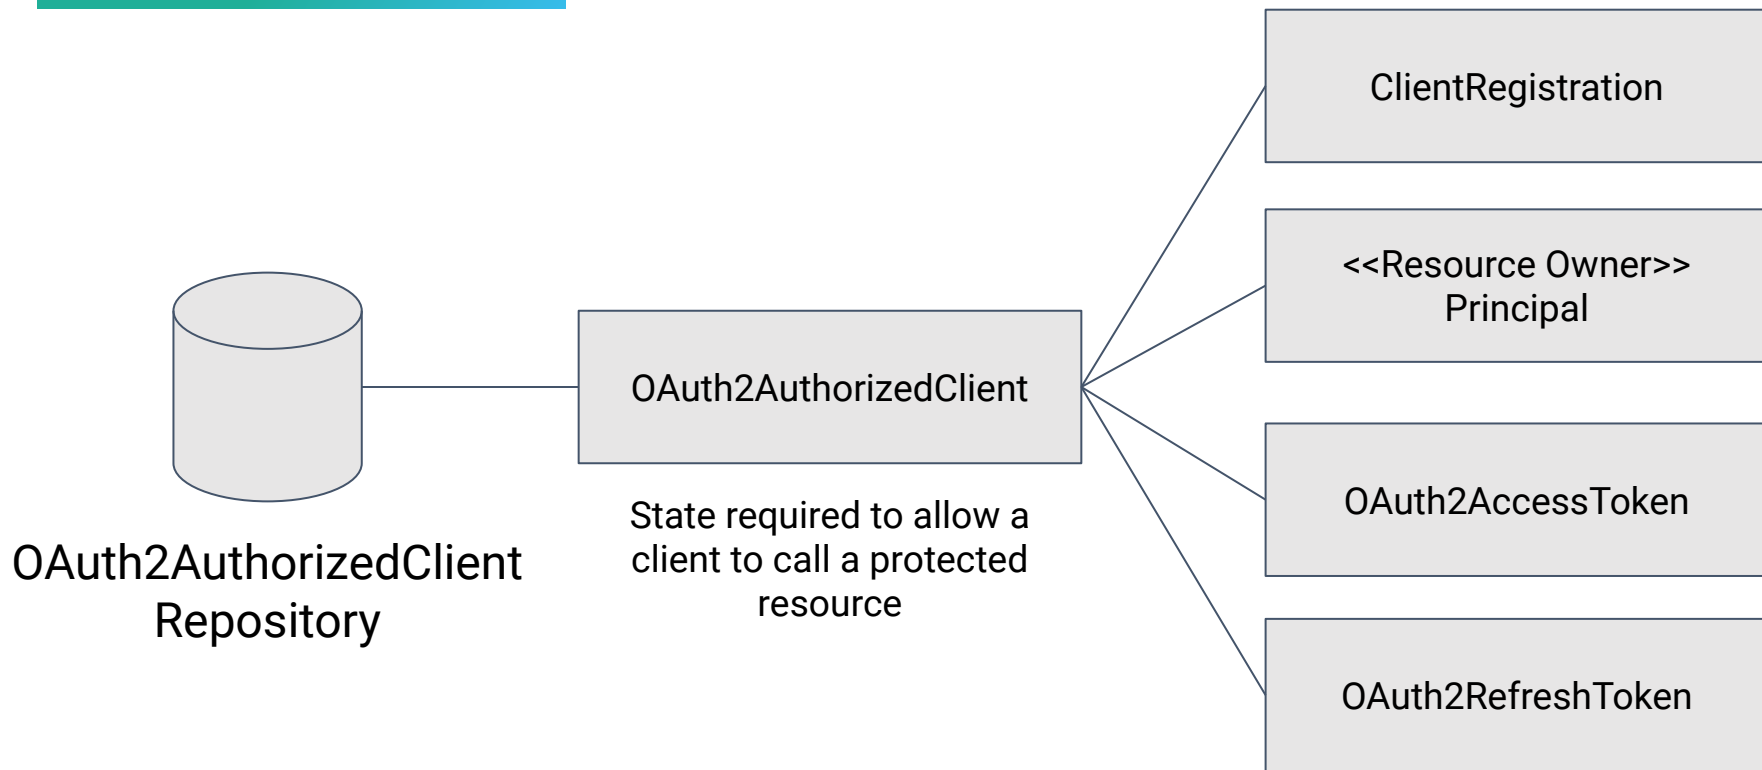 OAuth2AuthorizedClient
Repository
OAuth2AuthorizedClient
State required to allow a
client to call a protected
resource
ClientRegistration
<<Resource Owner>>
Principal
OAuth2AccessToken
OAuth2RefreshToken